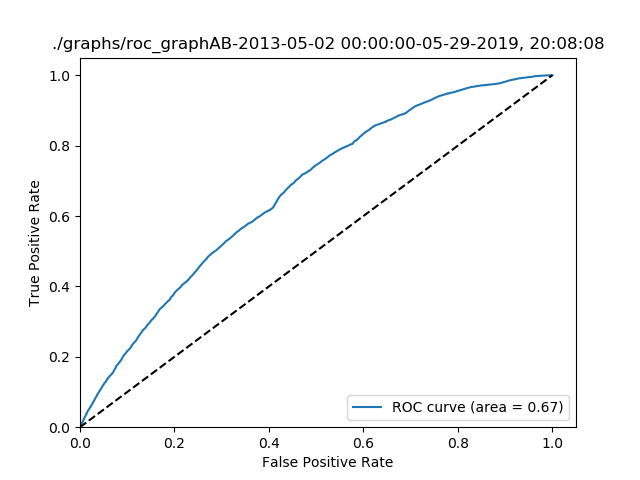 ./graphs/roc_graphAB-2013-05-02 00:00:00-05-29-2019, 20:08:08
True Positive Rate
1.0
0.8
0.6
0.4
0.2
0.0
ROC curve (area = 0.67)
0.0 0.2 0.4 0.6 0.8 1.0
False Positive Rate